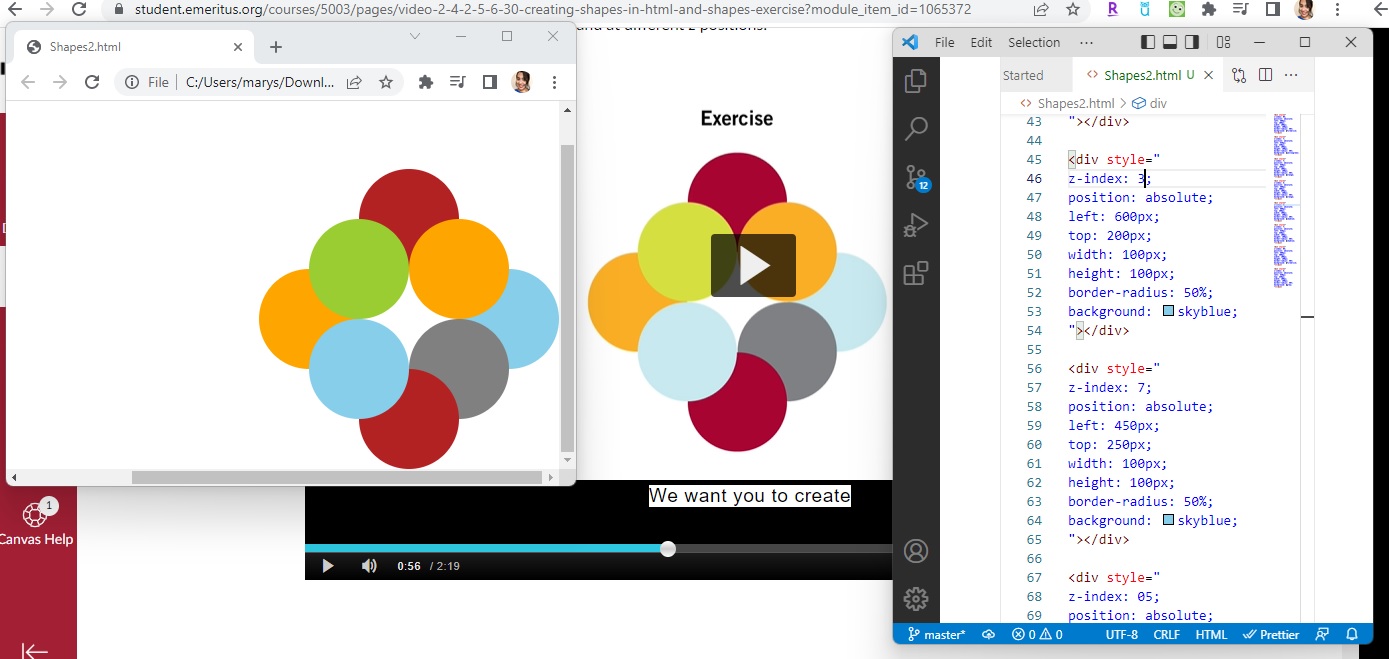 student.emeritus.org/courses/5003/pages/video-2-4-2-5-6-30-creating-shapes-in-html-and-shapes-exercise?module_item_id=1065372
Shapes2.html
File
C:/Users/marys/Downl...
and at different z positions.
Exercise
We want you to create
0:56 / 2:19
1
Canvas Help
File Edit Selection ...
Started
Shapes2.html U
Shapes2.html > div
12
43 "></div>
44
45 <div style="
46 z-index: 3;
47 position: absolute;
48 left: 600px;
49 top: 200px;
50 width: 100px;
51 height: 100px;
52 border-radius: 50%;
53 background: skyblue;
54 "></div>
55
56 <div style="
57 z-index: 7;
58 position: absolute;
59 left: 450px;
60 top: 250px;
61 width: 100px;
62 height: 100px;
63 border-radius: 50%;
64 background: skyblue;
65 "></div>
66
67 <div style="
68 z-index: 05;
69 position: absolute;
master* 0 0 UTF-8 CRLF HTML Prettier